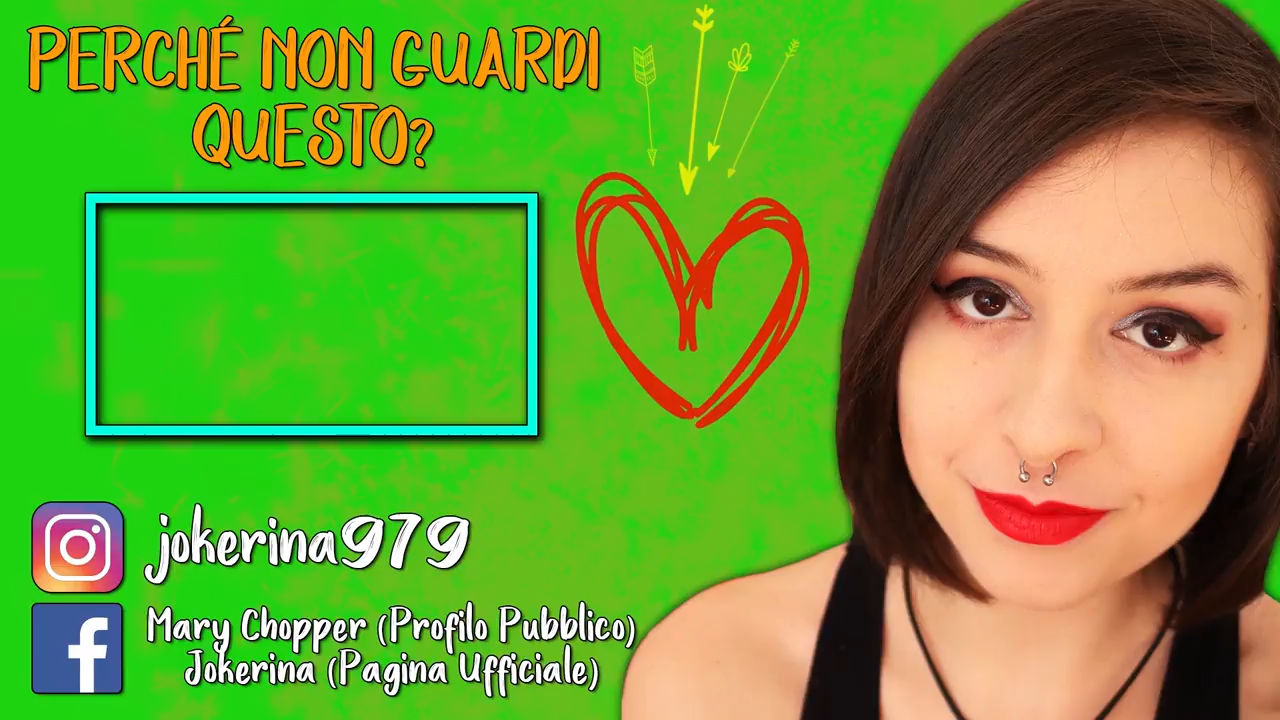 PERCHÉ NON GUARDI
QUESTO?
jokerina979
Mary Chopper (Profilo Pubblico)
Jokerina (Pagina Ufficiale)